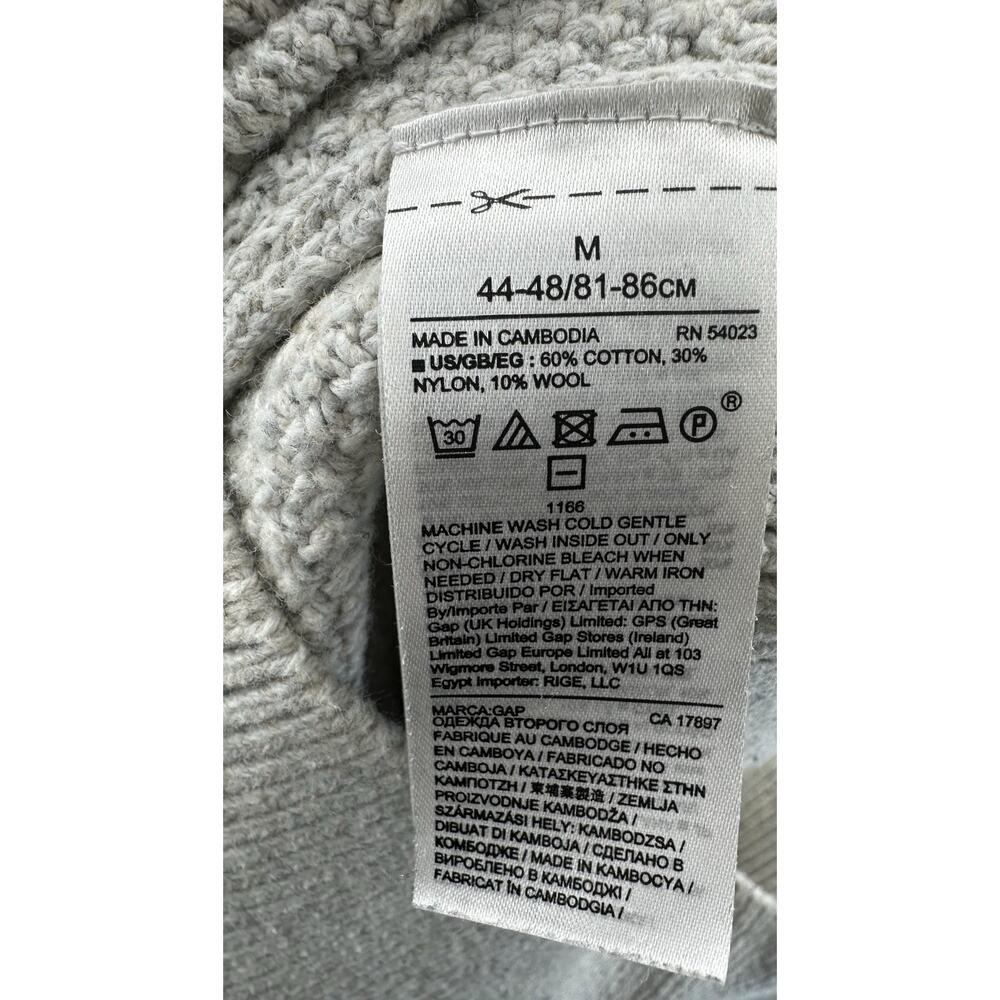 M
44-48/81-86CM
MADE IN CAMBODIA RN 54023
US/GB/EG : 60% COTTON, 30%
NYLON, 10% WOOL
30 P ®
1166
MACHINE WASH COLD GENTLE
CYCLE / WASH INSIDE OUT / ONLY
NON-CHLORINE BLEACH WHEN
NEEDED / DRY FLAT / WARM IRON
DISTRIBUIDO POR / Imported
By/Importe Par / ΕΙΣΑΓΕΤΑΙ ΑΠΟ ΤΗΝ:
Gap (UK Holdings) Limited: GPS (Great
Britain) Limited Gap Stores (Ireland)
Limited Gap Europe Limited All at 103
Wigmore Street, London, W1U 1QS
Egypt Importer: RIGE, LLC
MARCA:GAP CA 17897
ОДЕЖДА ВТОРОГО СЛОЯ
FABRIQUE AU CAMBODGE / HECHO
EN CAMBOYA / FABRICADO NO
CAMBOJA / ΚΑΤΑΣΚΕΥΑΣΤΗΚΕ ΣΤΗΝ
ΚΑΜΠΟΤΖΗ / 東埔寨製造 / ZEMLJA
PROIZVODNJE KAMBODŽA /
SZÁRMAZÁSI HELY: KAMBODZSA /
DIBUAT DI KAMBOJA / СДЕЛАНО В
КОМБОДЖЕ / MADE IN KAMBOCYA /
ВИРОБЛЕНО В КАМБОДЖІ /
FABRICAT ÎN CAMBODGIA /